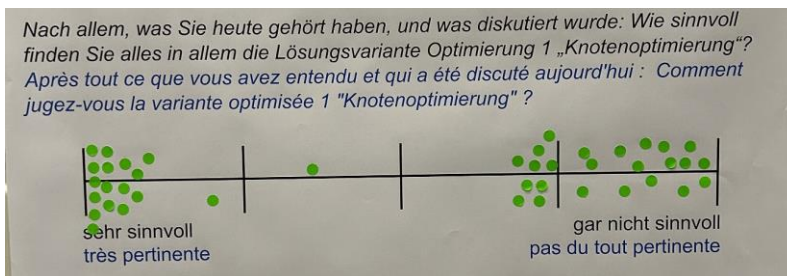 Nach allem, was Sie heute gehört haben, und was diskutiert wurde: Wie sinnvoll
finden Sie alles in allem die Lösungsvariante Optimierung 1 „Knotenoptimierung“?
Après tout ce que vous avez entendu et qui a été discuté aujourd'hui : Comment
jugez-vous la variante optimisée 1 "Knotenoptimierung" ?
sehr sinnvoll
très pertinente
gar nicht sinnvoll
pas du tout pertinente